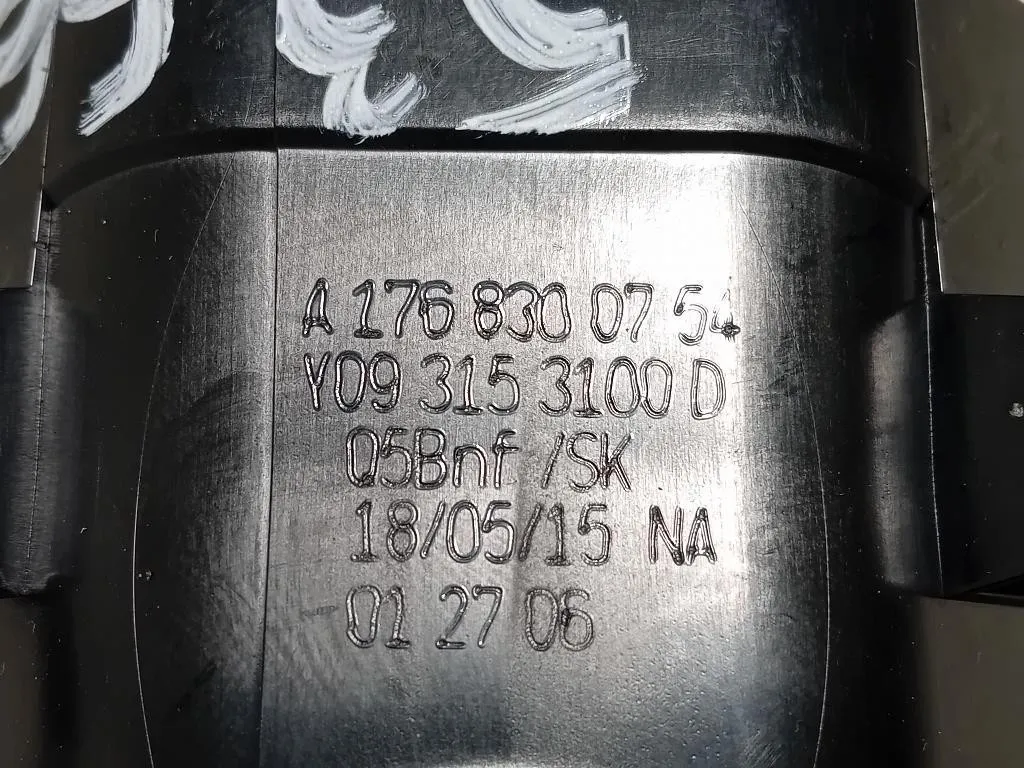 A 176 830 07 54
Y09 315 3100 D
05Bnf /SK
18/05/15 NA
01 27 06